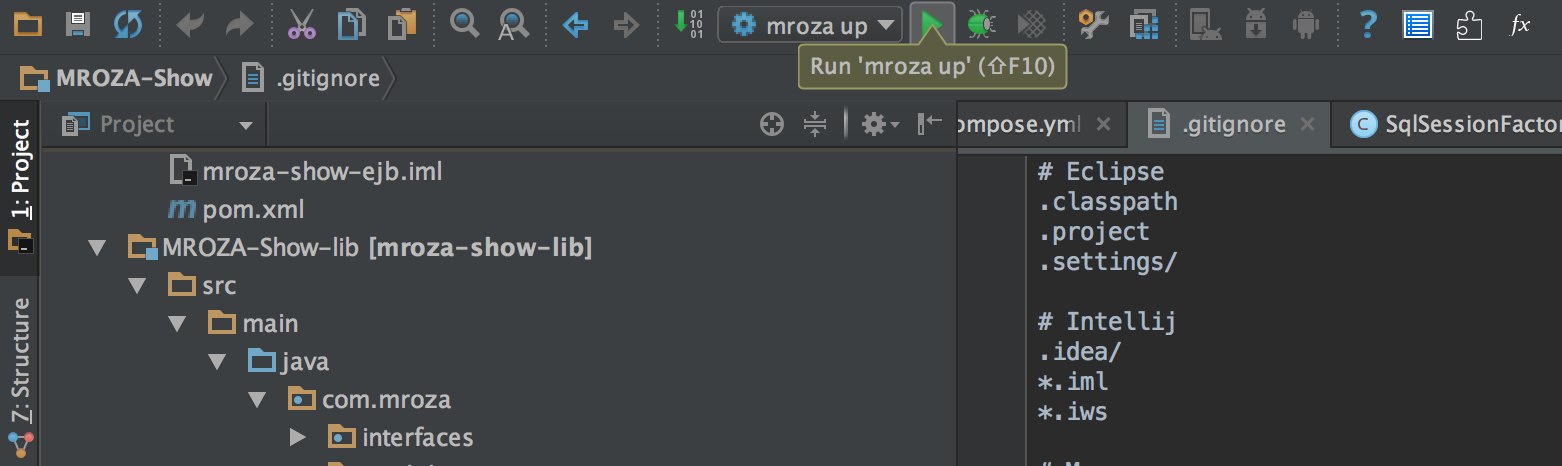 mroza up
Run 'mroza up' (⇧F10)
MROZA-Show
.gitignore
1: Project
7: Structure
Project
mroza-show-ejb.iml
pom.xml
MROZA-Show-lib [mroza-show-lib]
src
main
java
com.mroza
interfaces
ompose.yml
.gitignore
SqlSessionFacto
# Eclipse
.classpath
.project
.settings/
# Intellij
.idea/
*.iml
*.iws